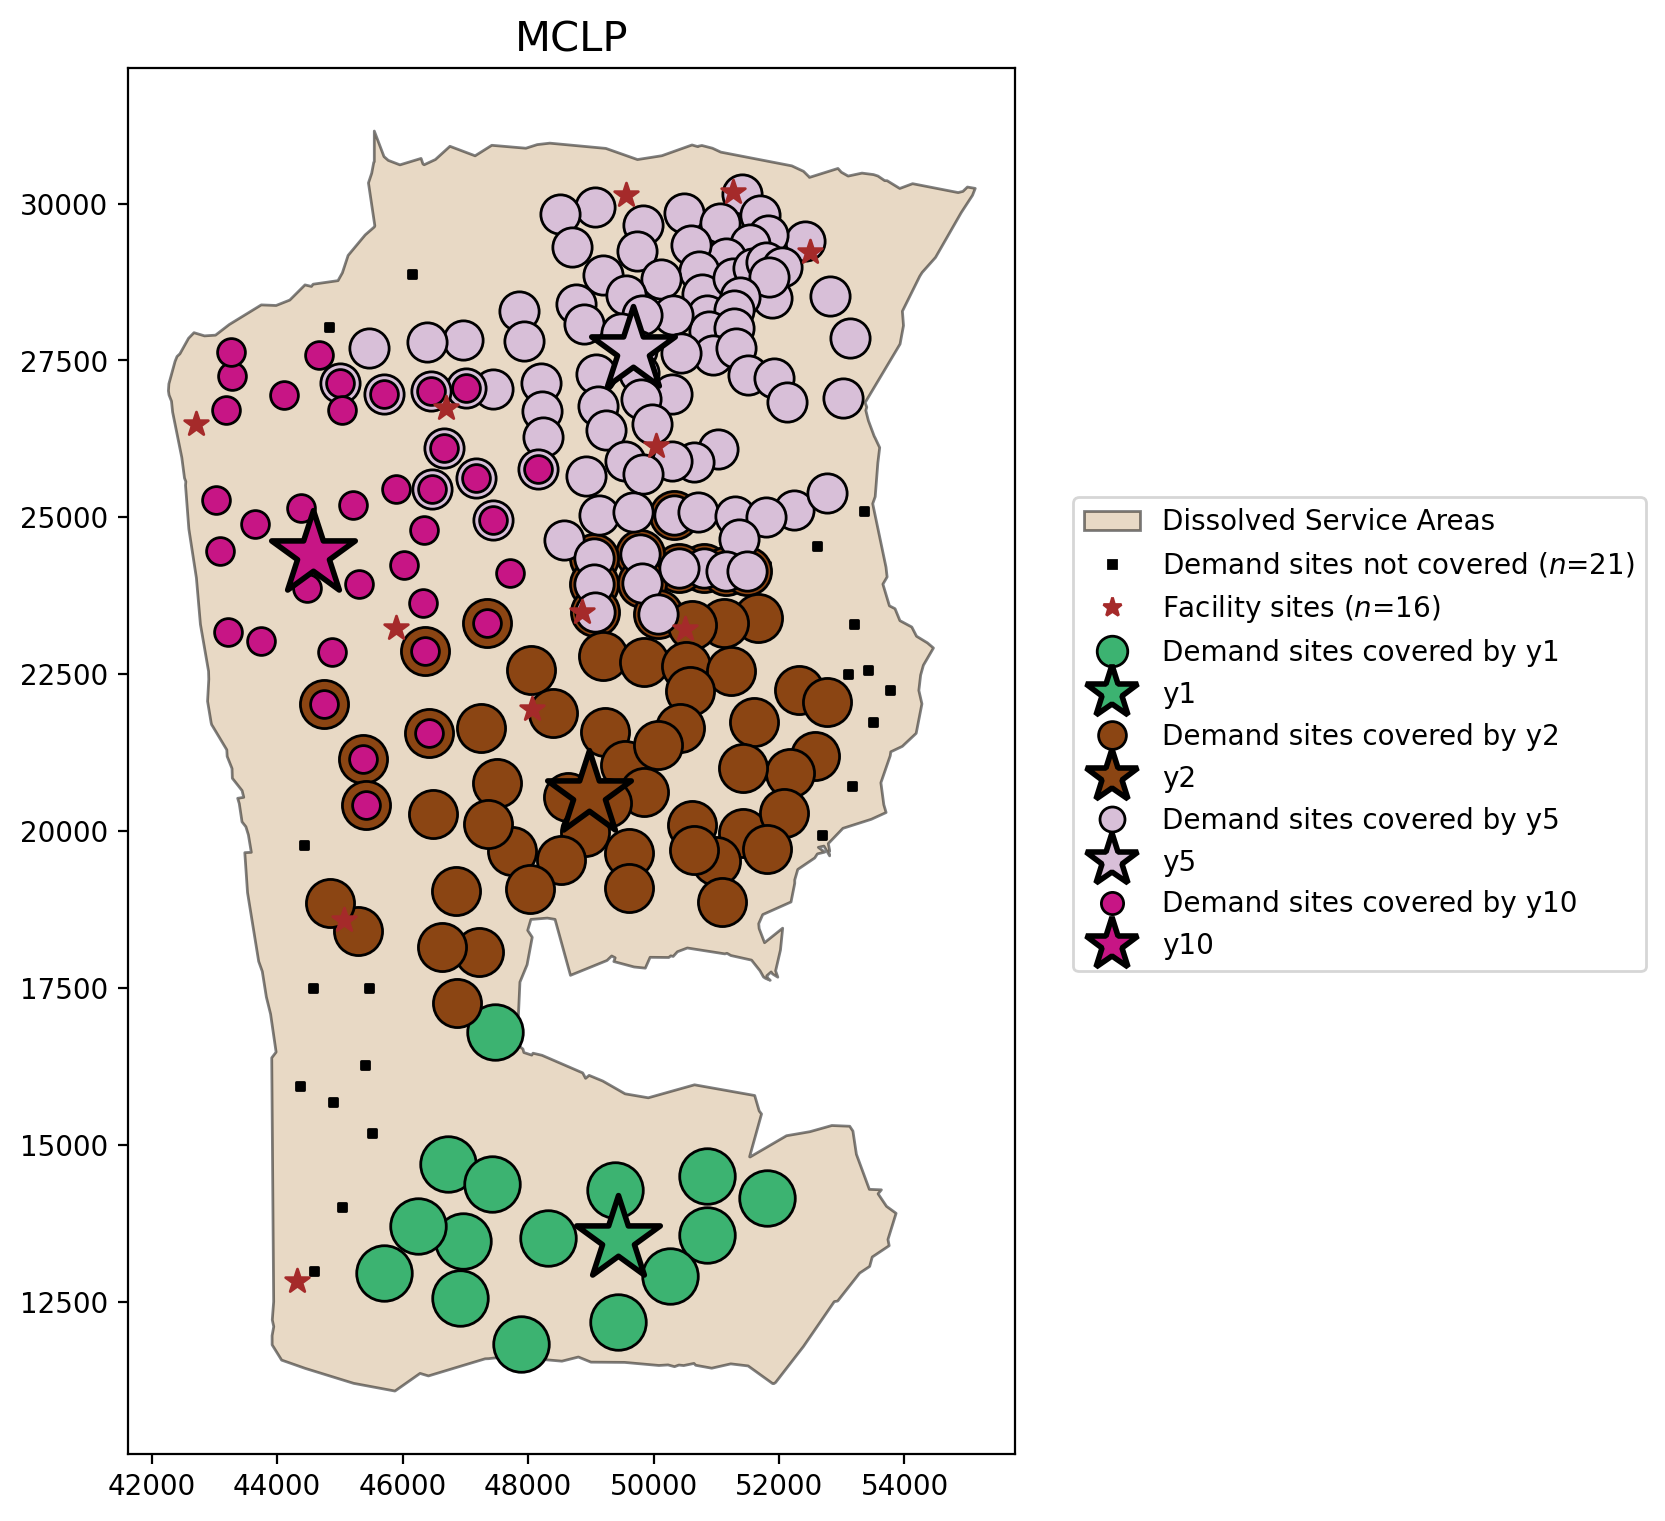 MCLP
30000
27500
25000
22500
20000
17500
15000
12500
42000 44000 46000 48000 50000 52000 54000
Dissolved Service Areas
Demand sites not covered (n=21)
Facility sites (n=16)
Demand sites covered by y1
y1
Demand sites covered by y2
y2
Demand sites covered by y5
y5
Demand sites covered by y10
y10